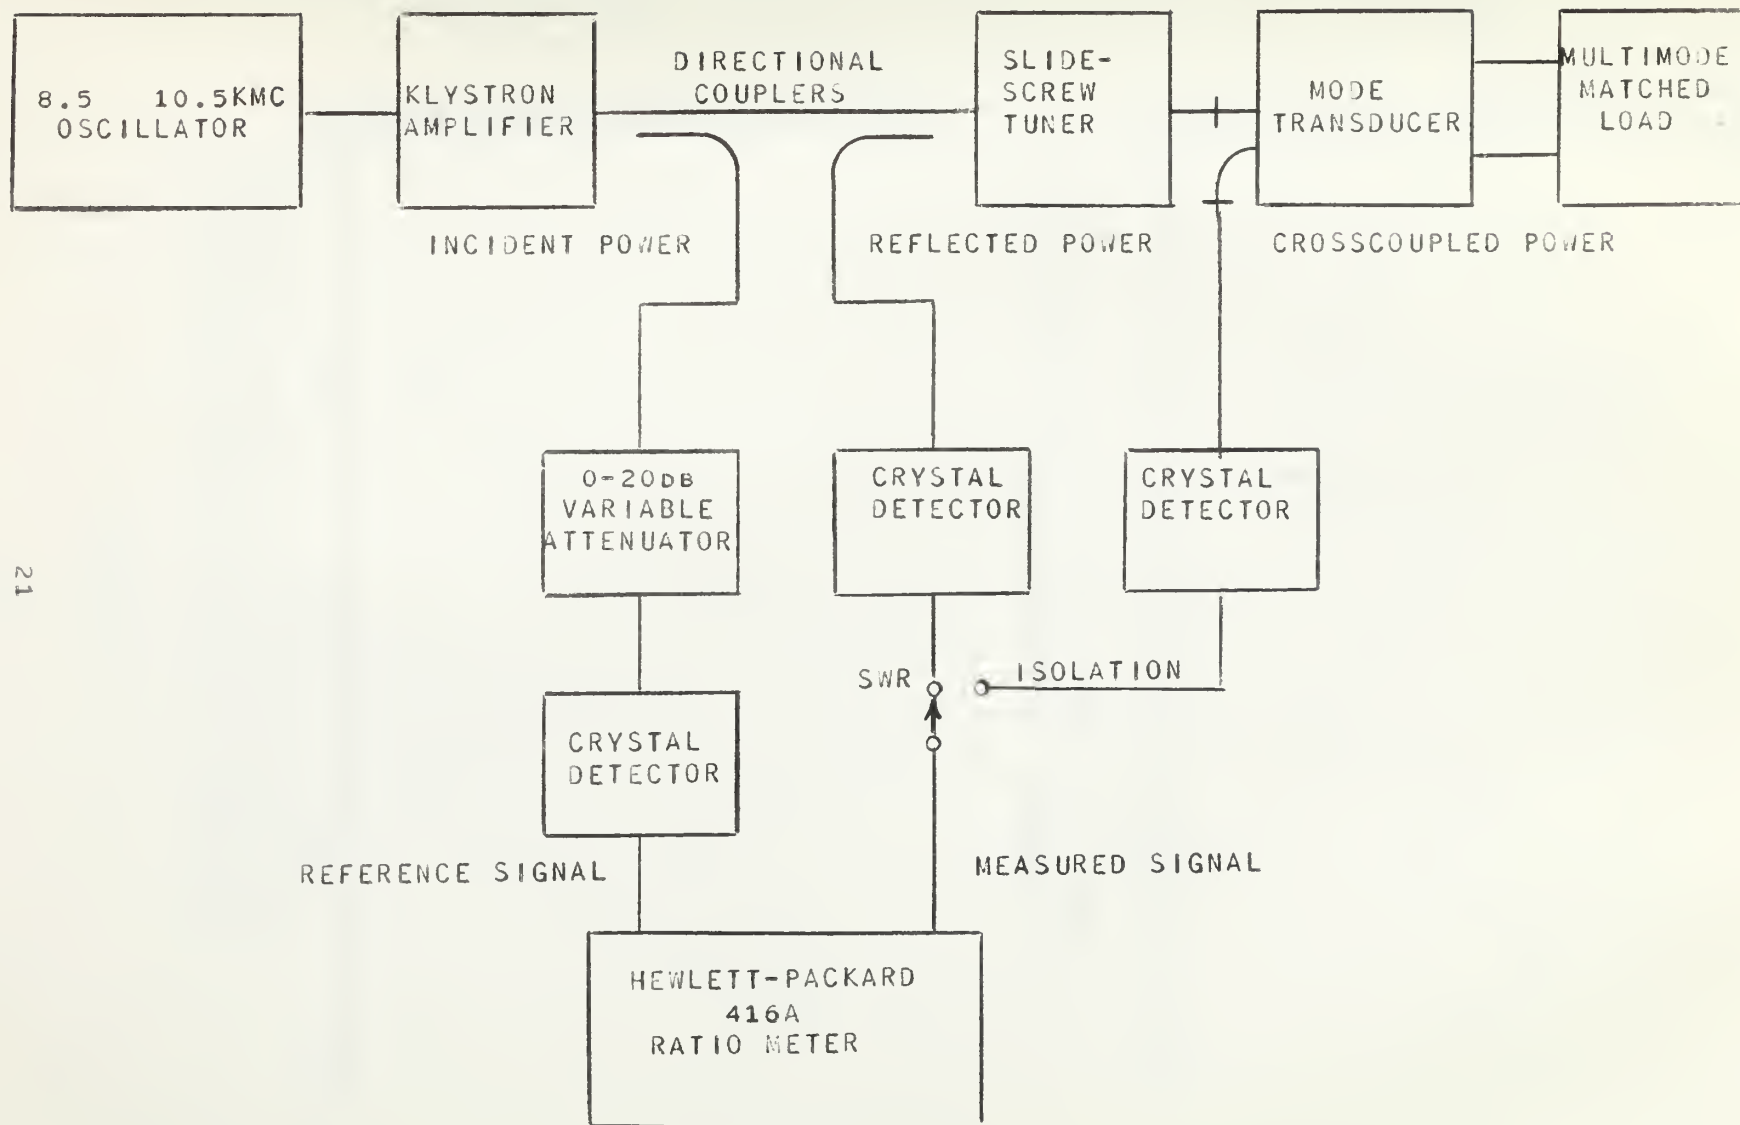 8.5 10.5KMC
OSCILLATOR
KLYSTRON
AMPLIFIER
DIRECTIONAL
COUPLERS
SLIDE-
SCREW
TUNER
MODE
TRANSDUCER
MULTIMODE
MATCHED
LOAD
INCIDENT POWER
REFLECTED POWER
CROSSCOUPLED POWER
0-20DB
VARIABLE
ATTENUATOR
CRYSTAL
DETECTOR
CRYSTAL
DETECTOR
21
SWR
ISOLATION
CRYSTAL
DETECTOR
REFERENCE SIGNAL
MEASURED SIGNAL
HEWLETT-PACKARD
416A
RATIO METER